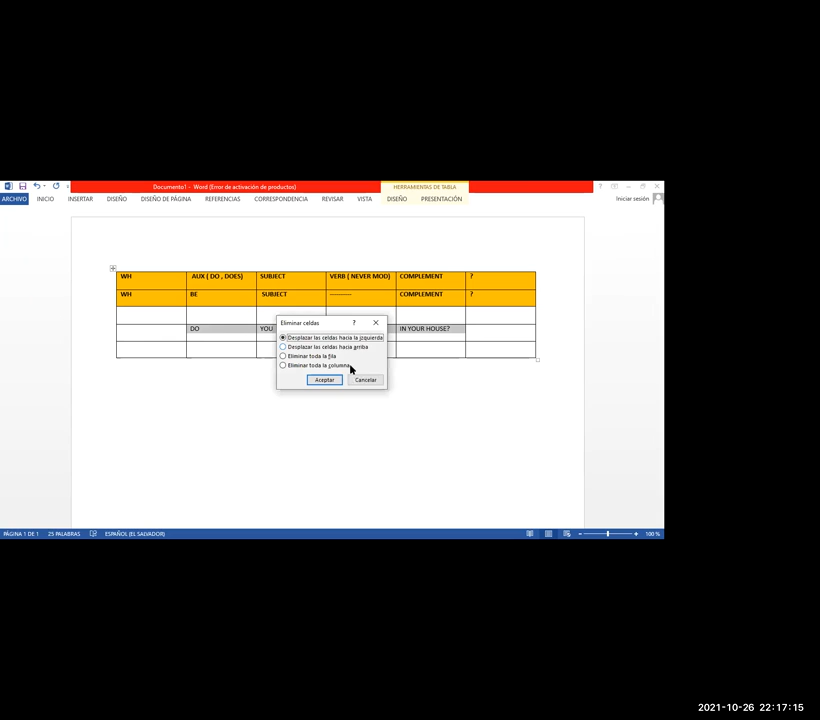 Documento1 - Word (Error de activación de productos)
HERRAMIENTAS DE TABLA
?
ARCHIVO INICIO INSERTAR DISEÑO DISEÑO DE PÁGINA REFERENCIAS CORRESPONDENCIA REVISAR VISTA DISEÑO PRESENTACIÓN Iniciar sesión
WH AUX ( DO , DOES) SUBJECT VERB ( NEVER MOD) COMPLEMENT ?
WH BE SUBJECT ---------- COMPLEMENT ?
Eliminar celdas ?
DO YOU IN YOUR HOUSE?
Desplazar las celdas hacia la izquierda
Desplazar las celdas hacia arriba
Eliminar toda la fila
Eliminar toda la columna
Aceptar Cancelar
PÁGINA 1 DE 1 25 PALABRAS ESPAÑOL (EL SALVADOR) 100 %
2021-10-26 22:17:15